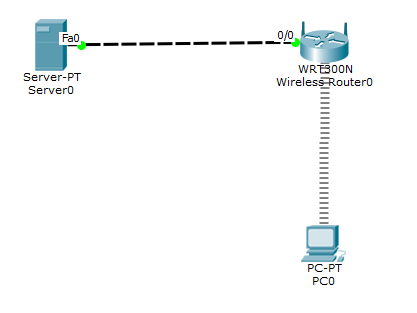 Fa0
0/0
Server-PT
Server0
WRT300N
Wireless Router0
PC-PT
PC0